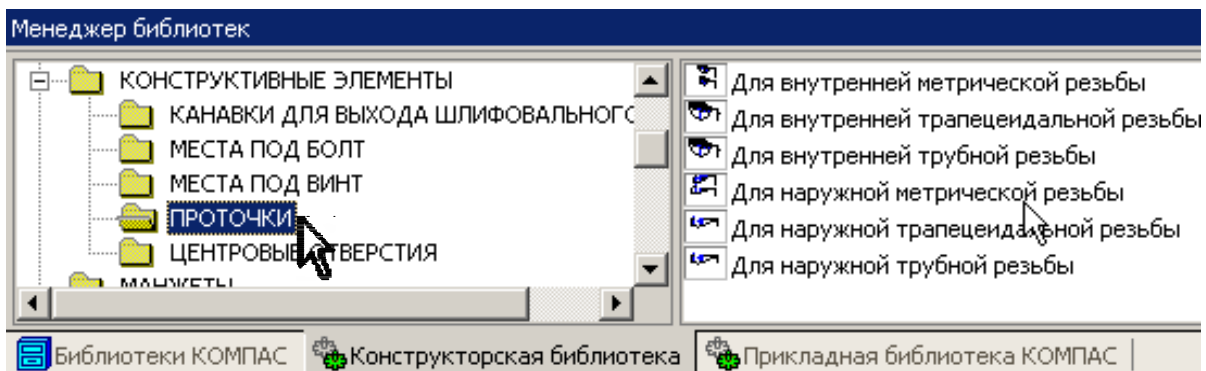 Менеджер библиотек
КОНСТРУКТИВНЫЕ ЭЛЕМЕНТЫ
КАНАВКИ ДЛЯ ВЫХОДА ШЛИФОВАЛЬНОГО
МЕСТА ПОД БОЛТ
МЕСТА ПОД ВИНТ
ПРОТОЧКИ
ЦЕНТРОВЫЕ ОТВЕРСТИЯ
МАНЖЕТЫ
Для внутренней метрической резьбы
Для внутренней трапецеидальной резьбы
Для внутренней трубной резьбы
Для наружной метрической резьбы
Для наружной трапецеидальной резьбы
Для наружной трубной резьбы
Библиотеки КОМПАС
Конструкторская библиотека
Прикладная библиотека КОМПАС